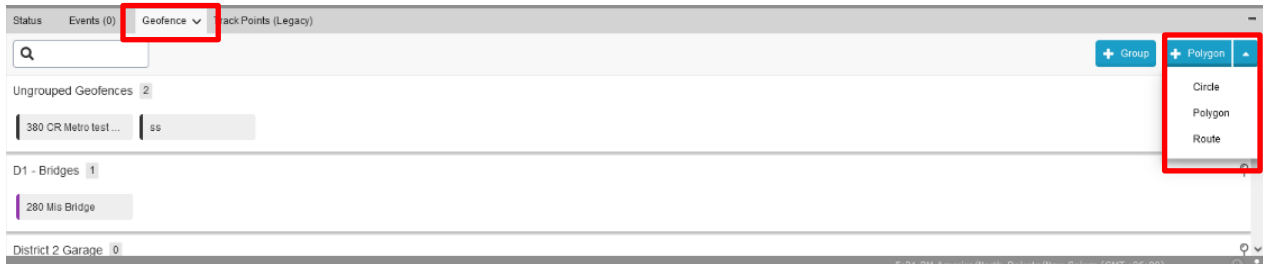 Status Events (0) Geofence Track Points (Legacy)
+ Group + Polygon
Circle
Ungrouped Geofences 2
Polygon
380 CR Metro test ... ss
Route
D1 - Bridges 1
280 Mis Bridge
District 2 Garage 0